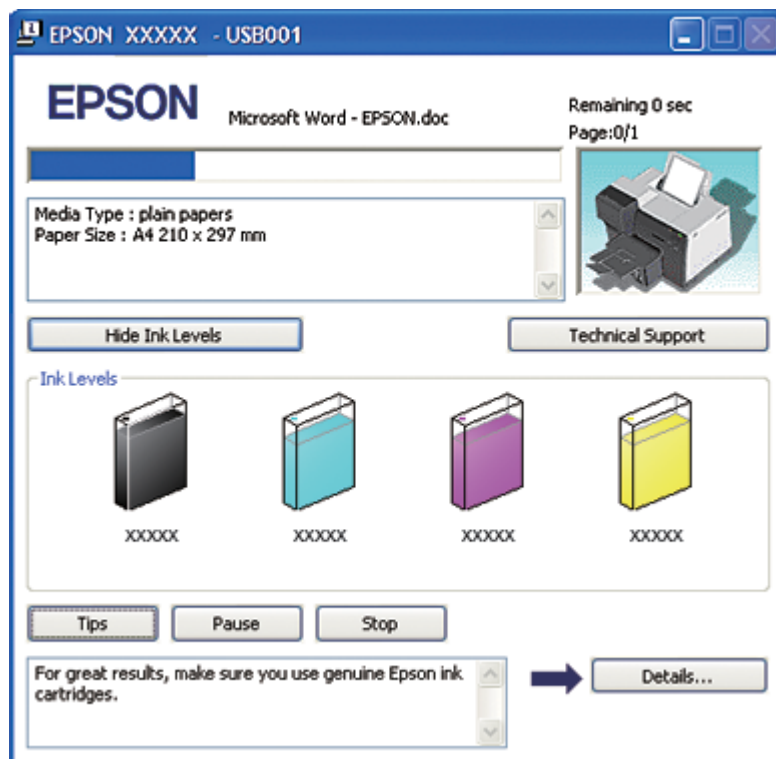 EPSON XXXXX - USB001
EPSON
Microsoft Word - EPSON.doc
Remaining 0 sec
Page:0/1
Media Type : plain papers
Paper Size : A4 210 x 297 mm
Hide Ink Levels
Technical Support
Ink Levels
XXXXX XXXXX XXXXX XXXXX
Tips Pause Stop
For great results, make sure you use genuine Epson ink
cartridges.
Details...